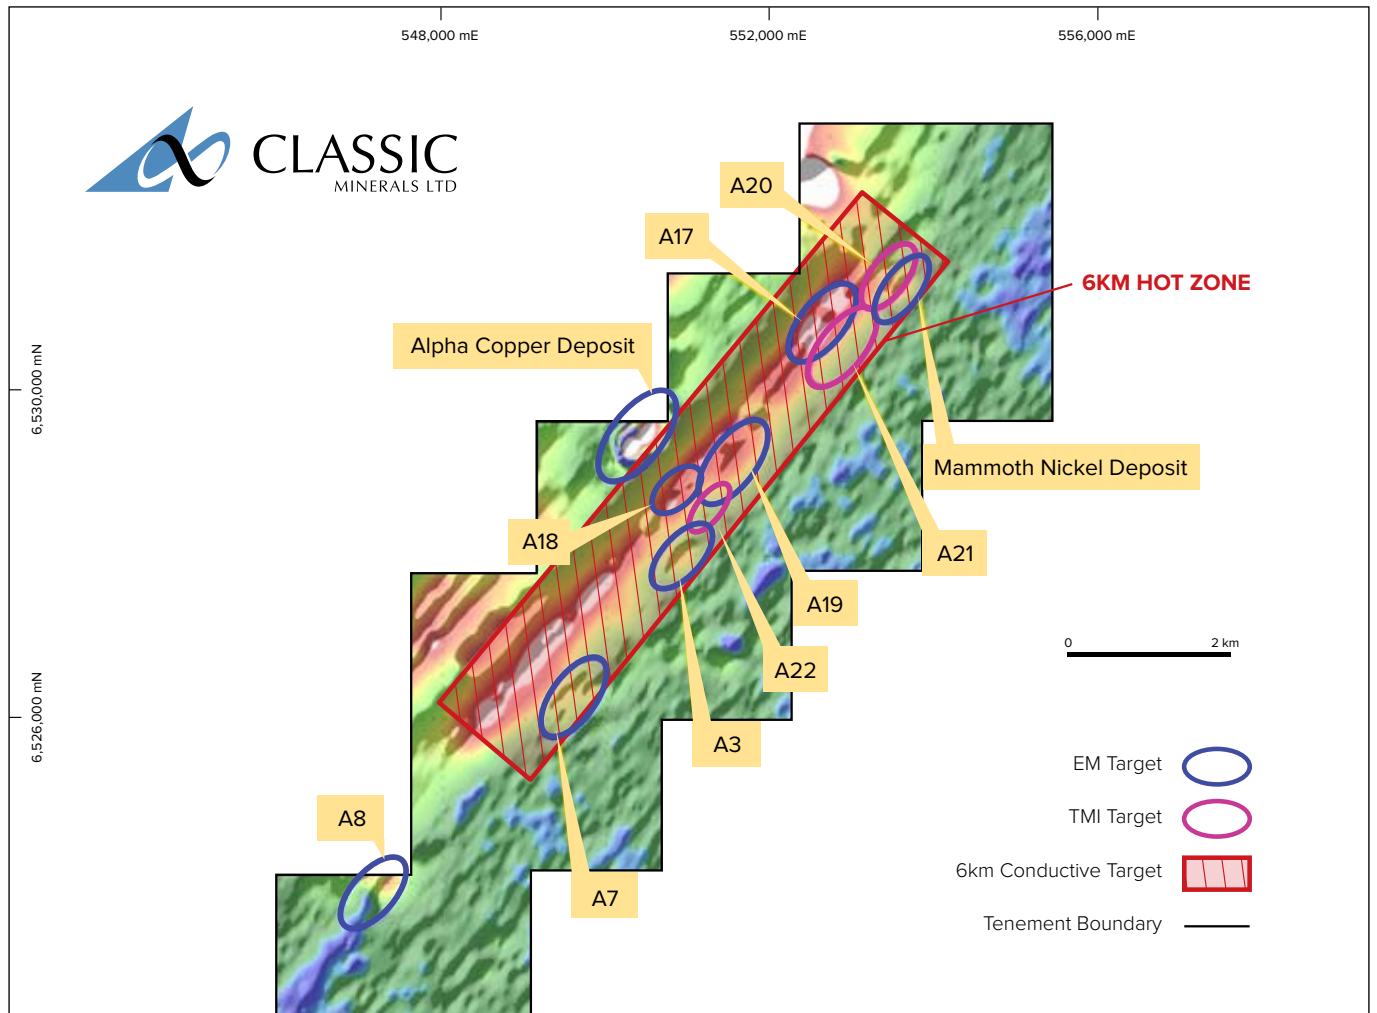 548,000 mE
552,000 mE
556,000 mE
CLASSIC
MINERALS LTD
A20
A17
6KM HOT ZONE
Alpha Copper Deposit
6,530,000 mN
Mammoth Nickel Deposit
A18
A21
A19
0
2 km
A22
6,526,000 mN
A3
EM Target
TMI Target
A8
6km Conductive Target
A7
Tenement Boundary